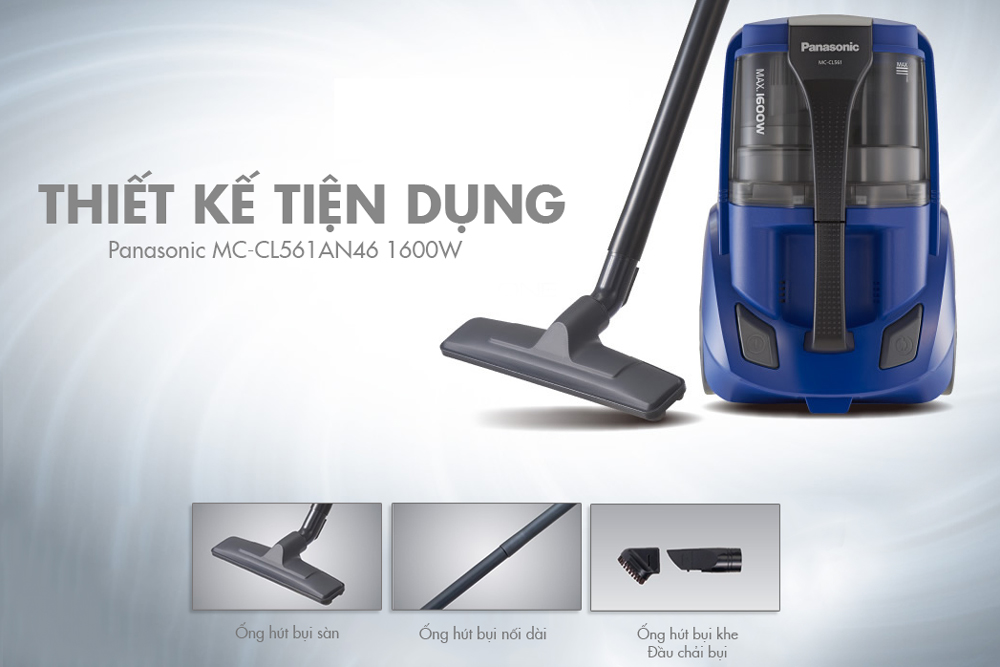 Panasonic
MC-CL561
MAX
MAX. 1600W
THIẾT KẾ TIỆN DỤNG
Panasonic MC-CL561AN46 1600W
Ống hút bụi sàn
Ống hút bụi nối dài
Ống hút bụi khe
Đầu chải bụi